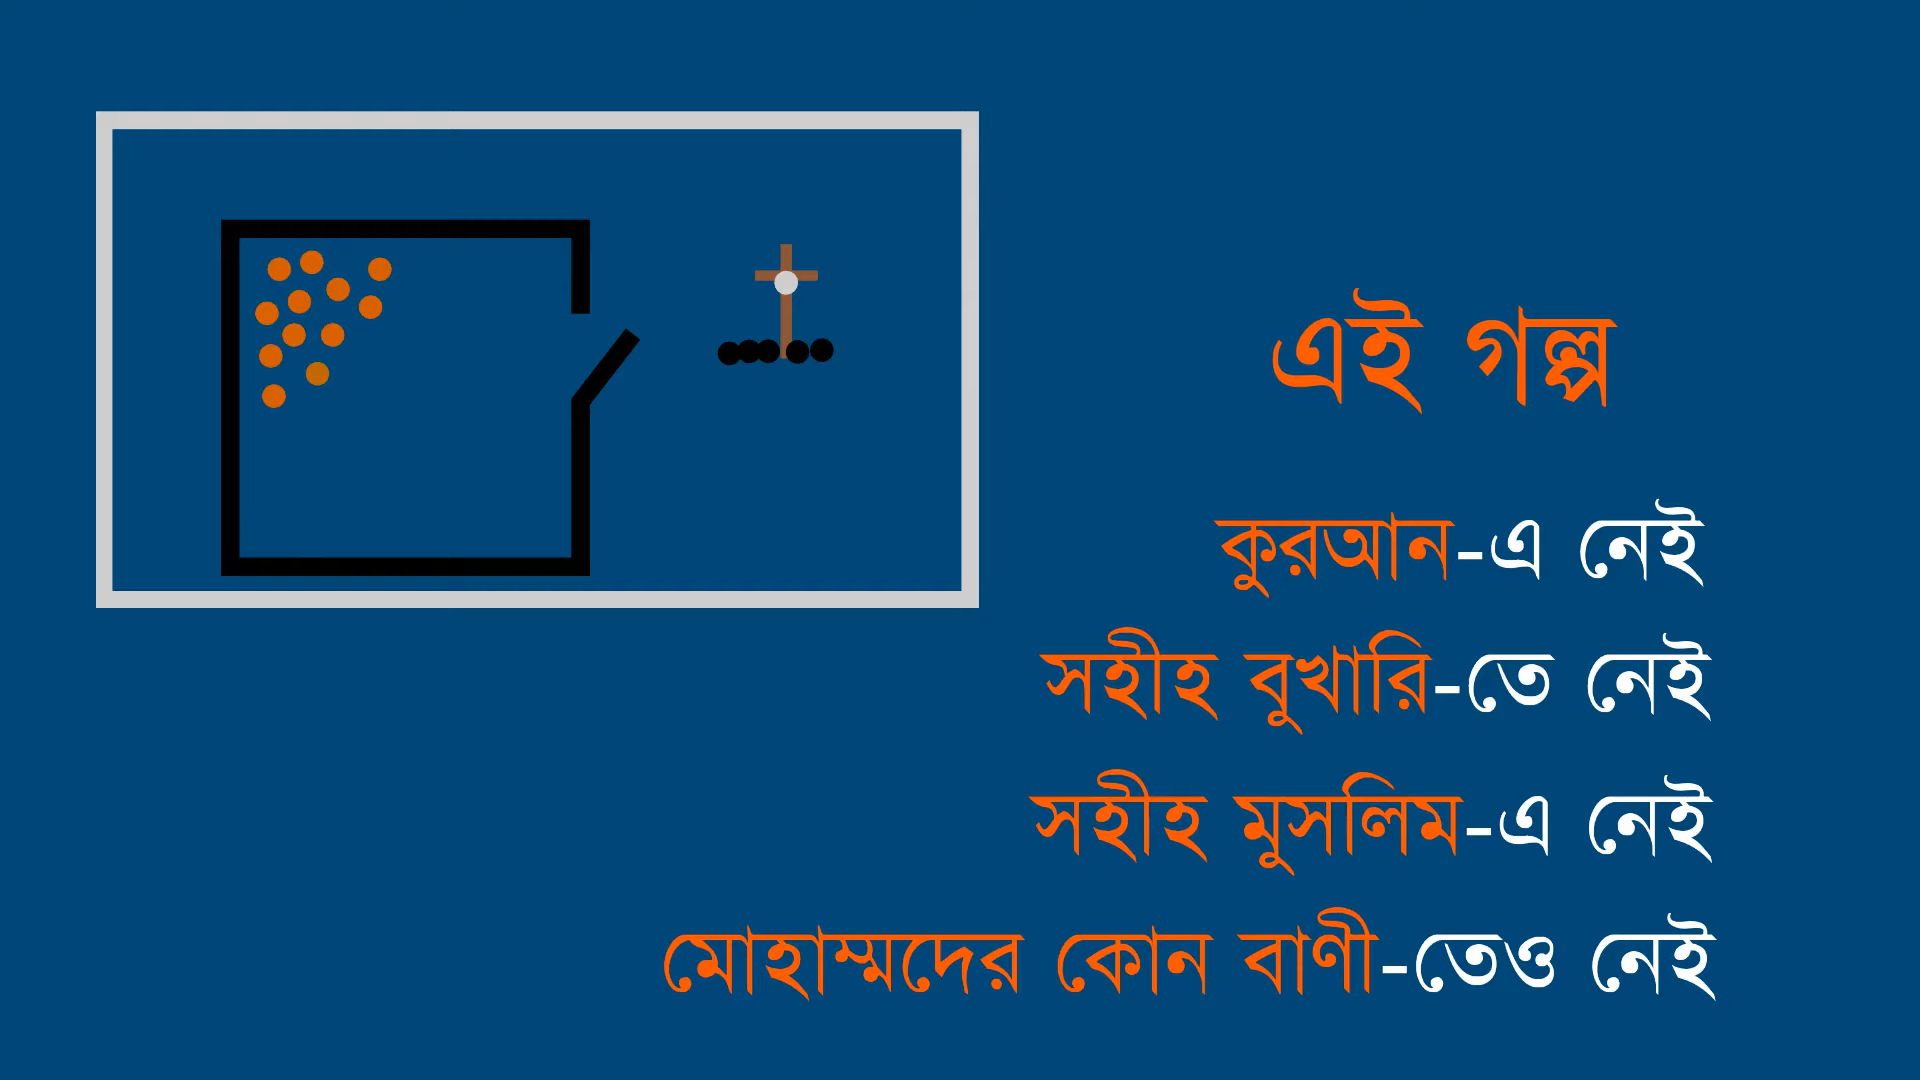 এই গল্প
কুরআন-এ নেই
সহীহ বুখারি-তে নেই
সহীহ মুসলিম-এ নেই
মোহাম্মদের কোন বাণী-তেও নেই